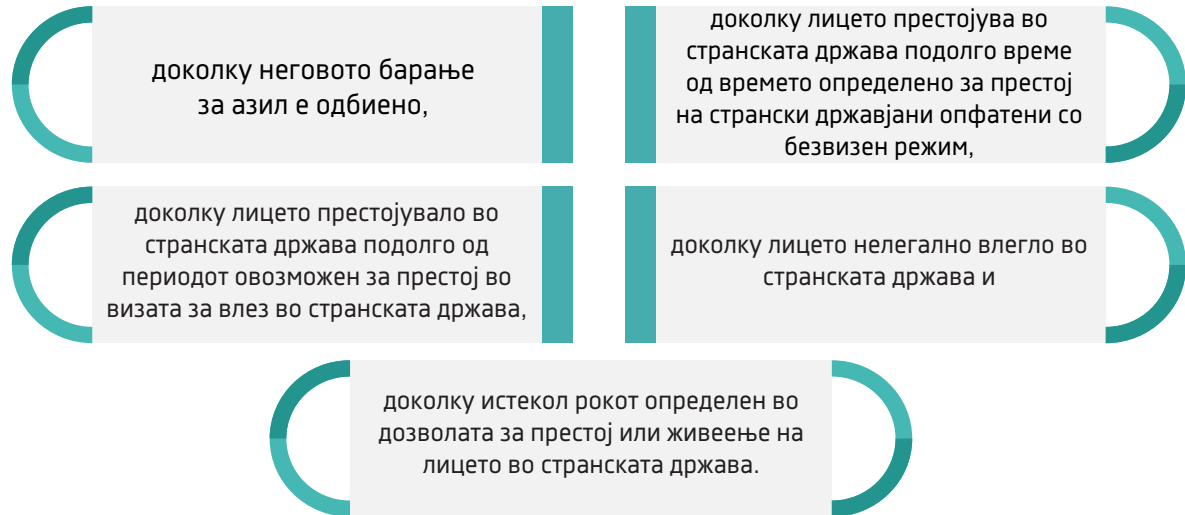 доколку неговото барање
за азил е одбиено,
доколку лицето престојува во
странската држава подолго време
од времето определено за престој
на странски државјани опфатени со
безвизен режим,
доколку лицето престојувало во
странската држава подолго од
периодот овозможен за престој во
визата за влез во странската држава,
доколку лицето нелегално влегло во
странската држава и
доколку истекол рокот определен во
дозволата за престој или живеење на
лицето во странската држава.